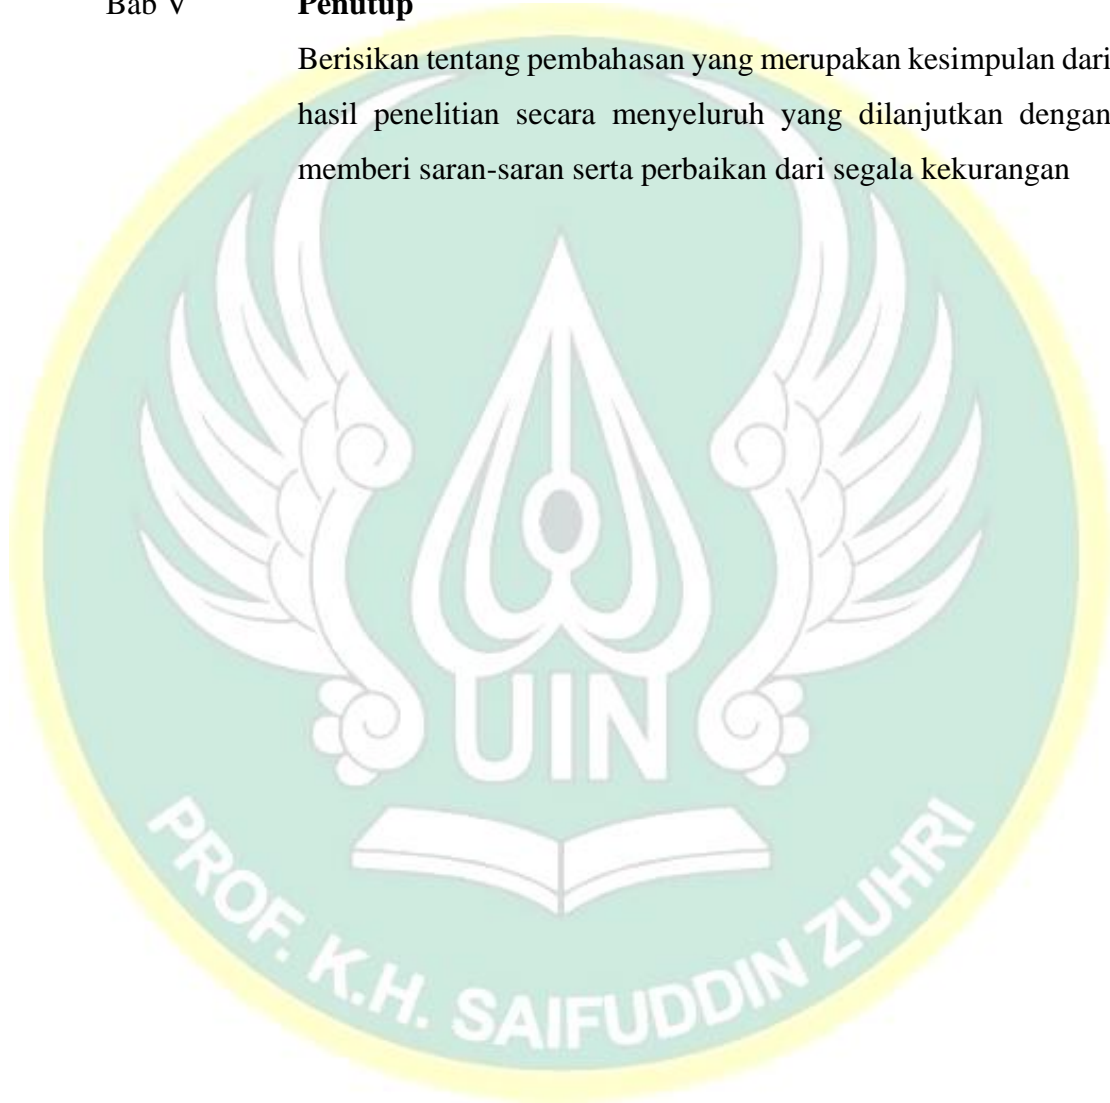 Bab V Penutup
Berisikan tentang pembahasan yang merupakan kesimpulan dari
hasil penelitian secara menyeluruh yang dilanjutkan dengan
memberi saran-saran serta perbaikan dari segala kekurangan
UIN
PROF. K.H. SAIFUDDIN ZUHRI